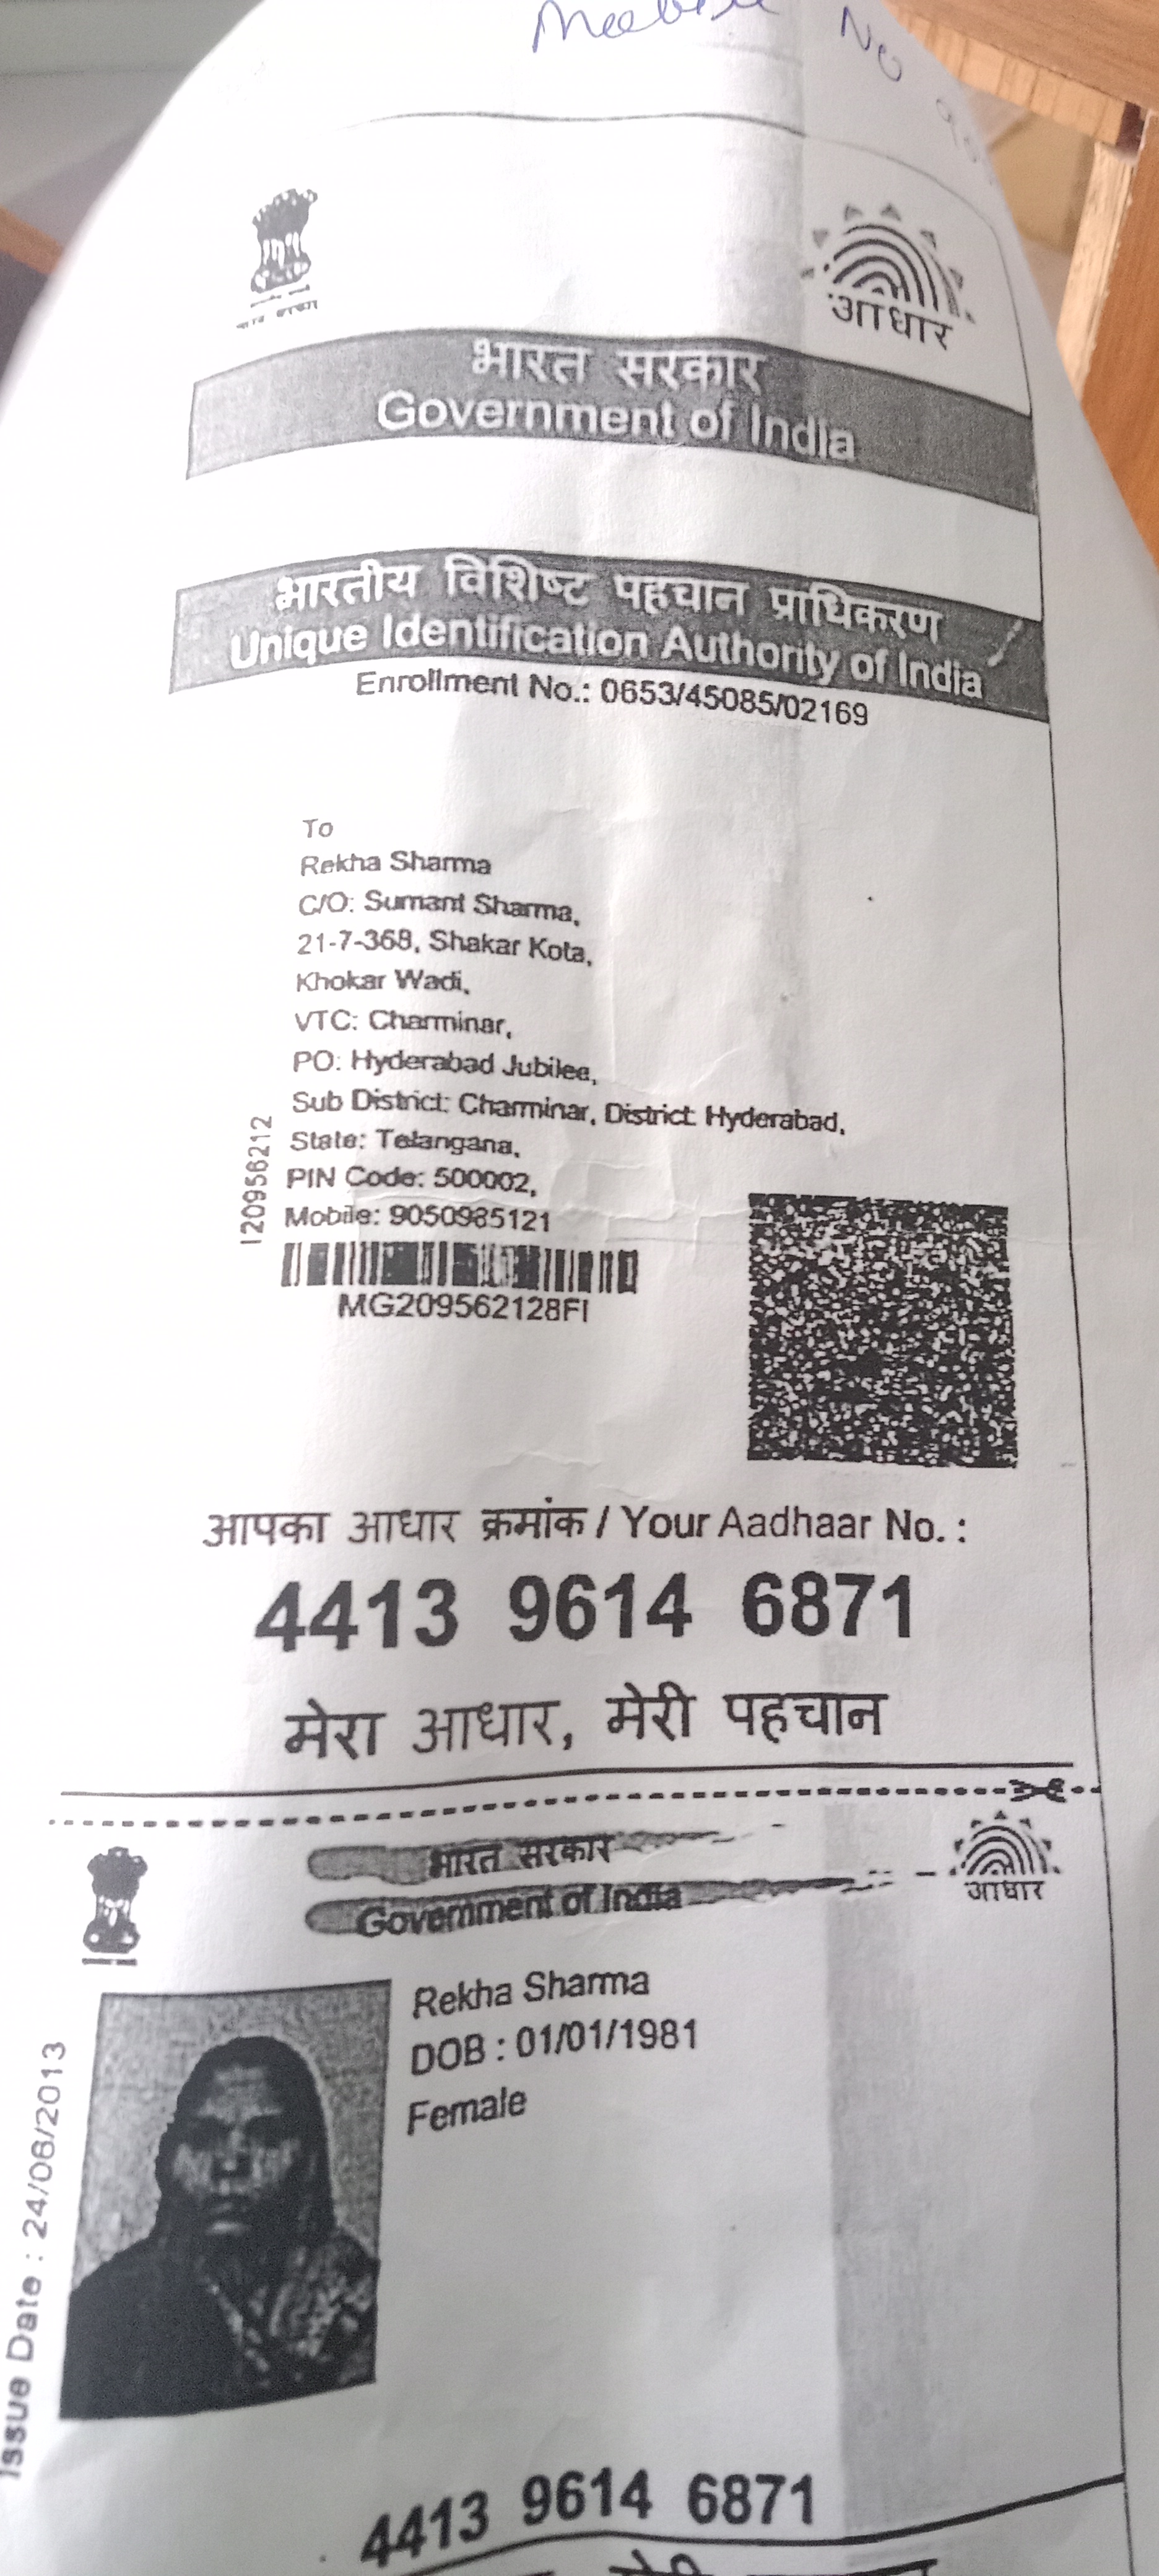 No
आधार
भारत सरकार
Government of India
भारतीय विशिष्ट पहचान प्राधिकरण
Unique Identification Authority of India
Enrollment No.: 0653/45085/02169
To
Rekha Sharma
C/O: Sumant Sharma,
21-7-368, Shakar Kota,
Khokar Wadi,
VTC: Charminar,
PO: Hyderabad Jubilee,
Sub District: Charminar, District: Hyderabad,
State: Telangana,
PIN Code: 500002,
Mobile: 9050985121
120956212
MG209562128FI
आपका आधार क्रमांक / Your Aadhaar No. :
4413 9614 6871
मेरा आधार, मेरी पहचान
भारत सरकार
Government of India
आधार
Rekha Sharma
DOB : 01/01/1981
Female
Issue Date : 24/08/2013
4413 9614 6871